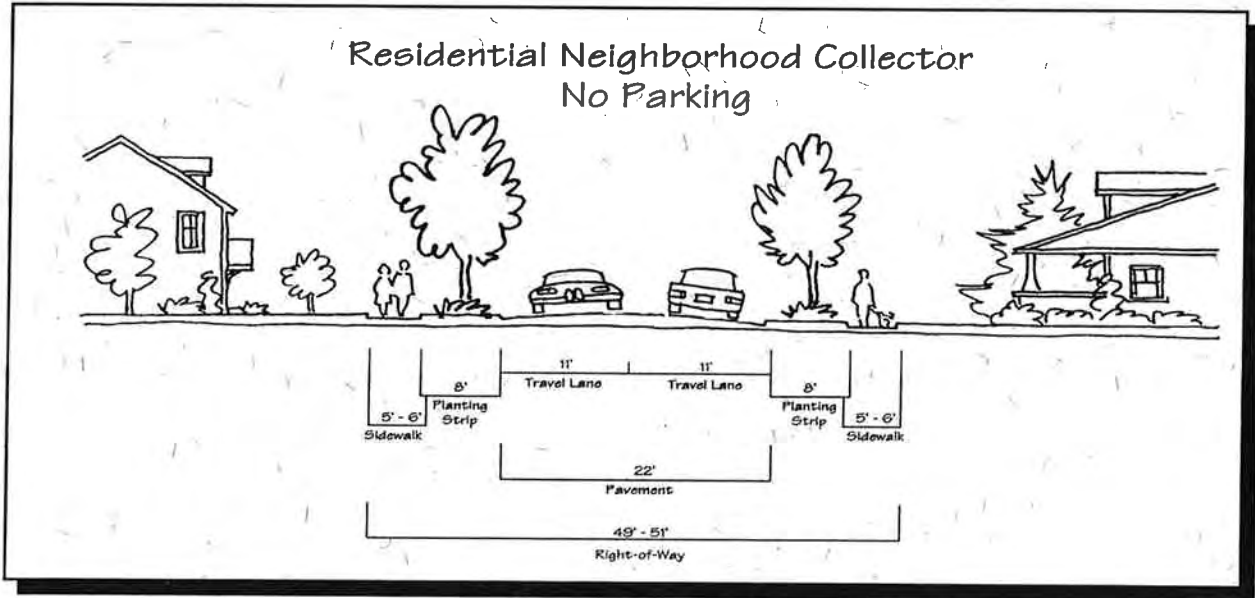 Residential Neighborhood Collector
No Parking
11'
Travel Lane
11'
Travel Lane
8'
Planting
Strip
8'
Planting
Strip
5' - 6'
Sidewalk
5' - 6'
Sidewalk
22'
Pavement
49' - 51'
Right-of-Way